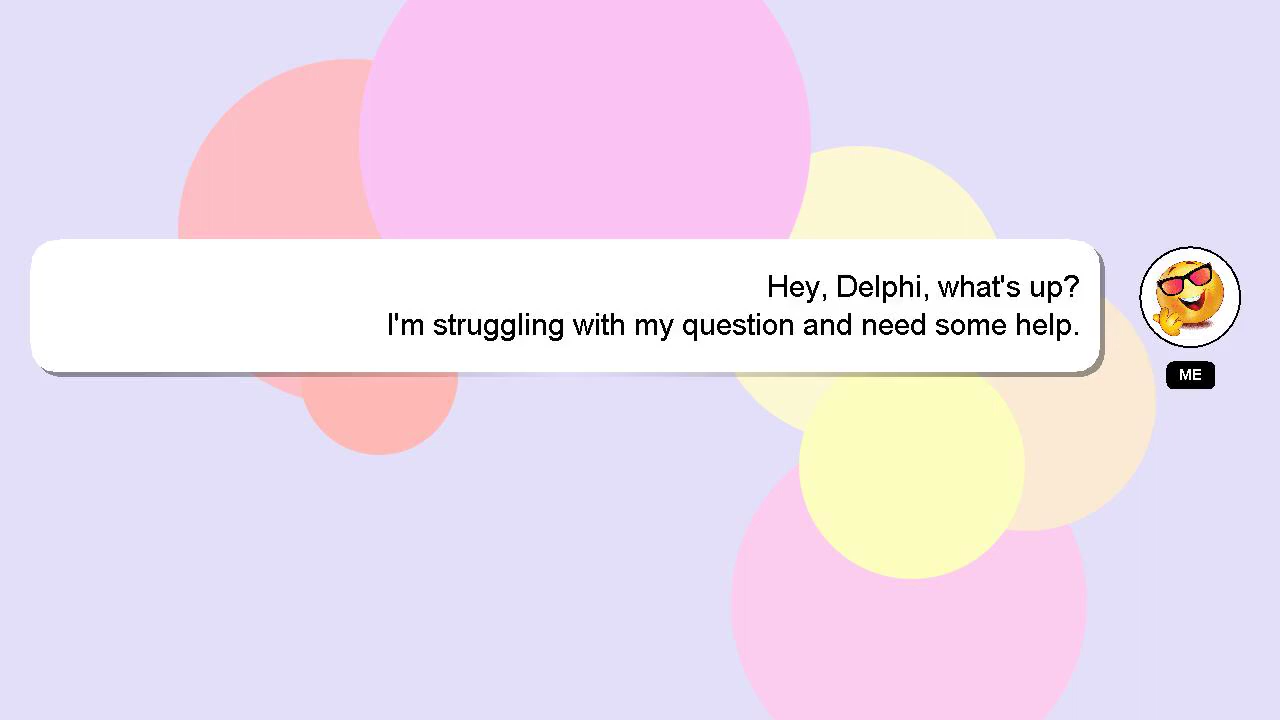 Hey, Delphi, what's up?
I'm struggling with my question and need some help.
ME